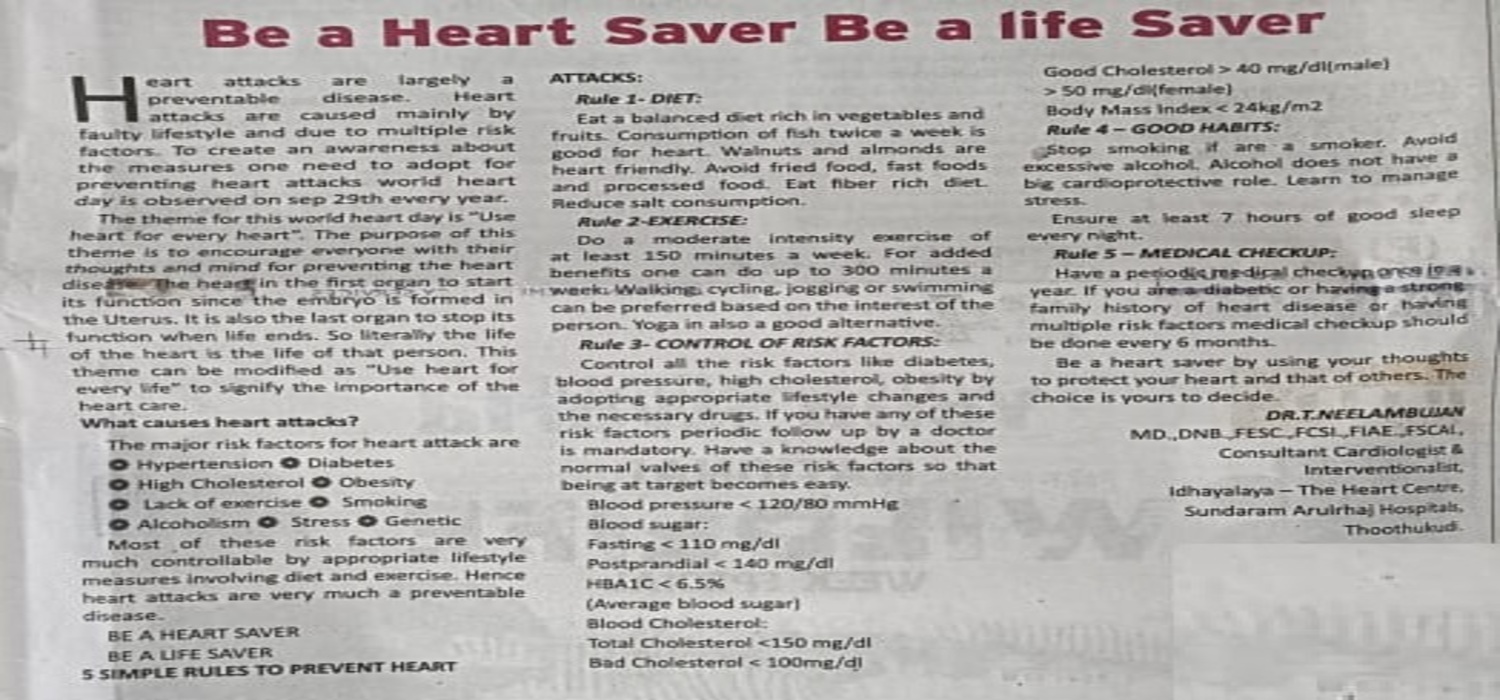 Be a Heart Saver Be a life Saver
Heart attacks are largely a
preventable disease. Heart
attacks are caused mainly by
faulty lifestyle and due to multiple risk
factors. To create an awareness about
the measures one need to adopt for
preventing heart attacks world heart
day is observed on sep 29th every year.
The theme for this world heart day is "Use
heart for every heart". The purpose of this
theme is to encourage everyone with their
thoughts and mind for preventing the heart
disease. The heart in the first organ to start
its function since the embryo is formed in
the Uterus. It is also the last organ to stop its
function when life ends. So literally the life
of the heart is the life of that person. This
theme can be modified as "Use heart for
every life" to signify the importance of the
heart care.
What causes heart attacks?
The major risk factors for heart attack are
Hypertension Diabetes
High Cholesterol Obesity
Lack of exercise Smoking
Alcoholism Stress Genetic
Most of these risk factors are very
much controllable by appropriate lifestyle
measures involving diet and exercise. Hence
heart attacks are very much a preventable
disease.
BE A HEART SAVER
BE A LIFE SAVER
5 SIMPLE RULES TO PREVENT HEART
ATTACKS:
Rule 1- DIET:
Eat a balanced diet rich in vegetables and
fruits. Consumption of fish twice a week is
good for heart. Walnuts and almonds are
heart friendly. Avoid fried food, fast foods
and processed food. Eat fiber rich diet.
Reduce salt consumption.
Rule 2-EXERCISE:
Do a moderate intensity exercise of
at least 150 minutes a week. For added
benefits one can do up to 300 minutes a
week. Walking, cycling, jogging or swimming
can be preferred based on the interest of the
person. Yoga in also a good alternative.
Rule 3- CONTROL OF RISK FACTORS:
Control all the risk factors like diabetes,
blood pressure, high cholesterol, obesity by
adopting appropriate lifestyle changes and
the necessary drugs. If you have any of these
risk factors periodic follow up by a doctor
is mandatory. Have a knowledge about the
normal valves of these risk factors so that
being at target becomes easy.
Blood pressure < 120/80 mmHg
Blood sugar:
Fasting < 110 mg/dl
Postprandial < 140 mg/dl
HBA1C < 6.5%
(Average blood sugar)
Blood Cholesterol:
Total Cholesterol <150 mg/dl
Bad Cholesterol < 100mg/dl
Good Cholesterol > 40 mg/dl(male)
> 50 mg/dl(female)
Body Mass Index < 24kg/m2
Rule 4 – GOOD HABITS:
Stop smoking if are a smoker. Avoid
excessive alcohol. Alcohol does not have a
big cardioprotective role. Learn to manage
stress.
Ensure at least 7 hours of good sleep
every night.
Rule 5 – MEDICAL CHECKUP:
Have a periodic medical checkup once in a
year. If you are a diabetic or having a strong
family history of heart disease or having
multiple risk factors medical checkup should
be done every 6 months.
Be a heart saver by using your thoughts
to protect your heart and that of others. The
choice is yours to decide.
DR.T.NEELAMBUJAN
MD.,DNB.,FESC.,FCSI.,FIAE.,FSCAI,
Consultant Cardiologist &
Interventionalist,
Idhayalaya – The Heart Centre,
Sundaram Arulrhaj Hospitals,
Thoothukudi.